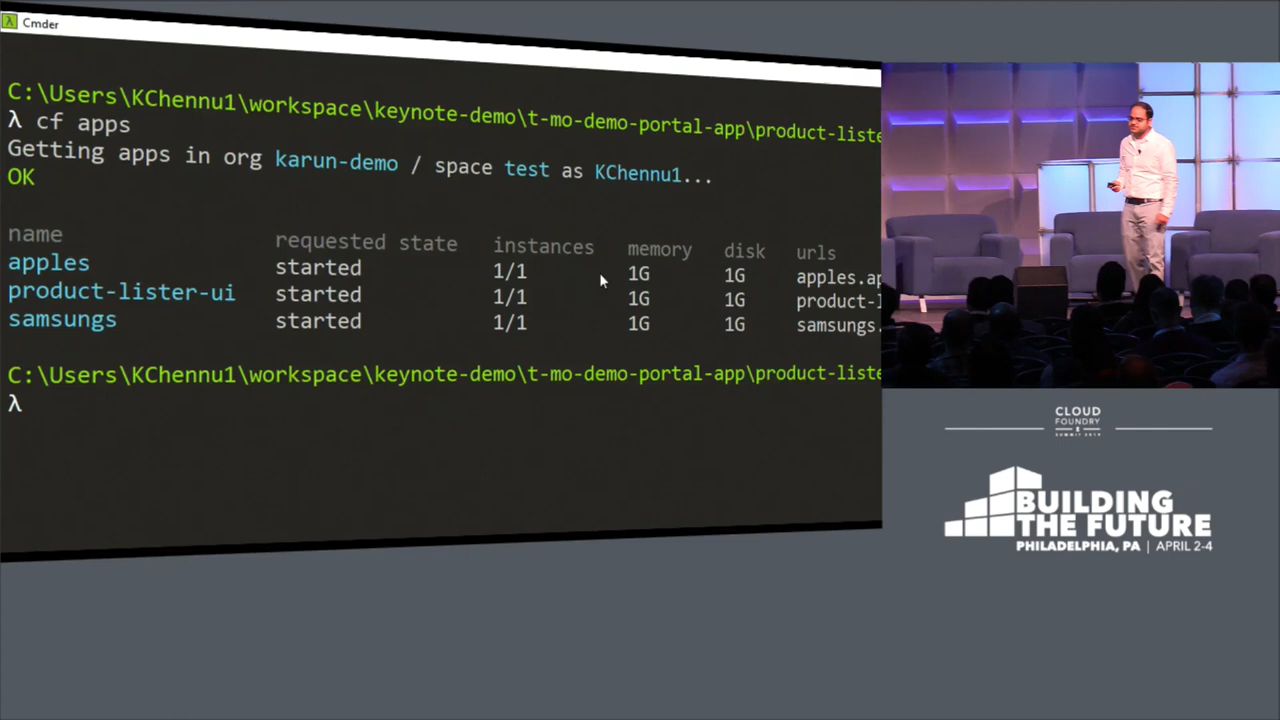 λ Cmder
C:\Users\KChennu1\workspace\keynote-demo\t-mo-demo-portal-app\product-liste
λ cf apps
Getting apps in org karun-demo / space test as KChennu1...
OK
name requested state instances memory disk urls
apples started 1/1 1G 1G apples.ap
product-lister-ui started 1/1 1G 1G product-l
samsungs started 1/1 1G 1G samsungs.
C:\Users\KChennu1\workspace\keynote-demo\t-mo-demo-portal-app\product-liste
λ
CLOUD
FOUNDRY
SUMMIT 2019
BUILDING
THE FUTURE
PHILADELPHIA, PA | APRIL 2-4